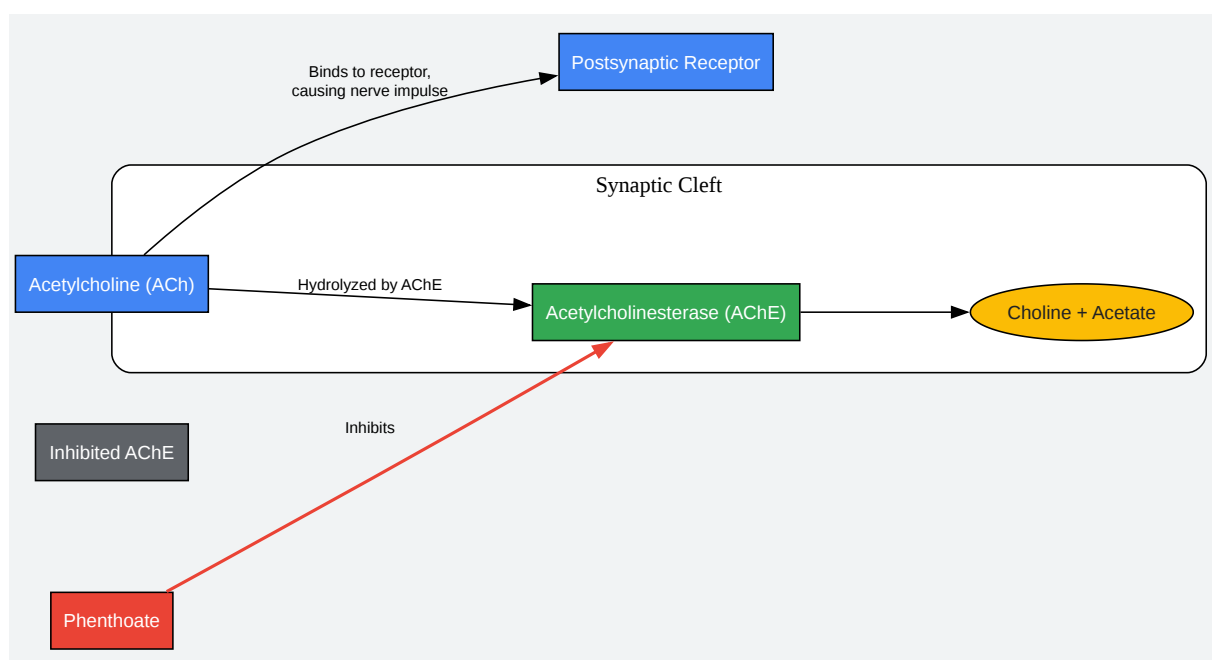 Postsynaptic Receptor
Binds to receptor,
causing nerve impulse
Synaptic Cleft
Acetylcholine (ACh)
Hydrolyzed by AChE
Acetylcholinesterase (AChE)
Choline + Acetate
Inhibits
Inhibited AChE
Phenthoate